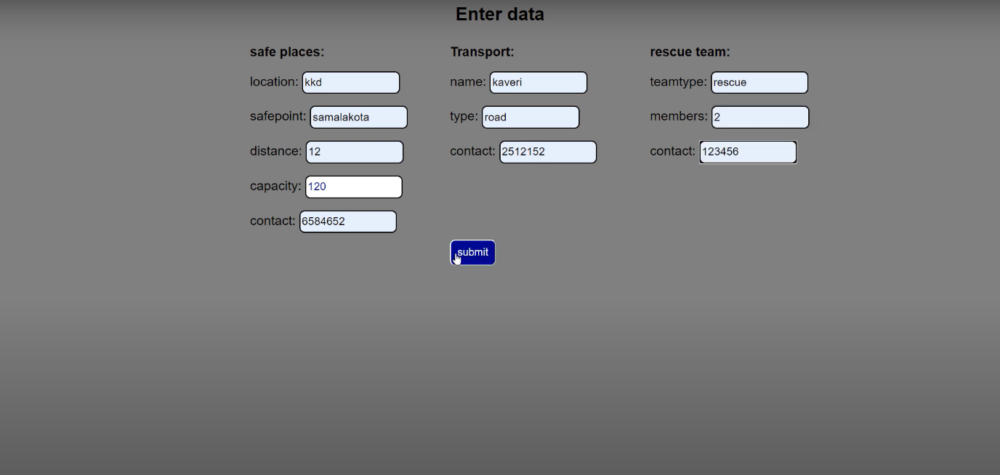 Enter data
safe places:
location: kkd
safepoint: samalakota
distance: 12
capacity: 120
contact: 6584652
Transport:
name: kaveri
type: road
contact: 2512152
rescue team:
teamtype: rescue
members: 2
contact: 123456
submit